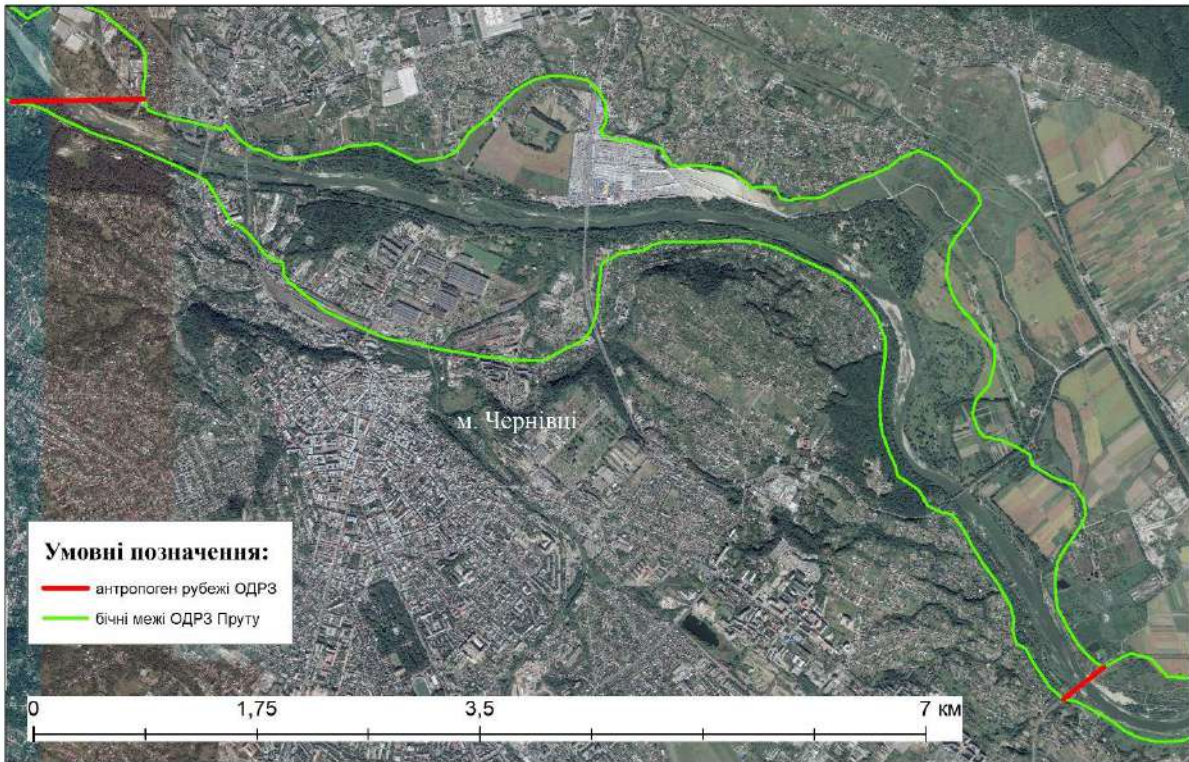 м. Чернівці
Умовні позначення:
антропоген рубежі ОДРЗ
бічні межі ОДРЗ Пруту
0 1,75 3,5 7 км